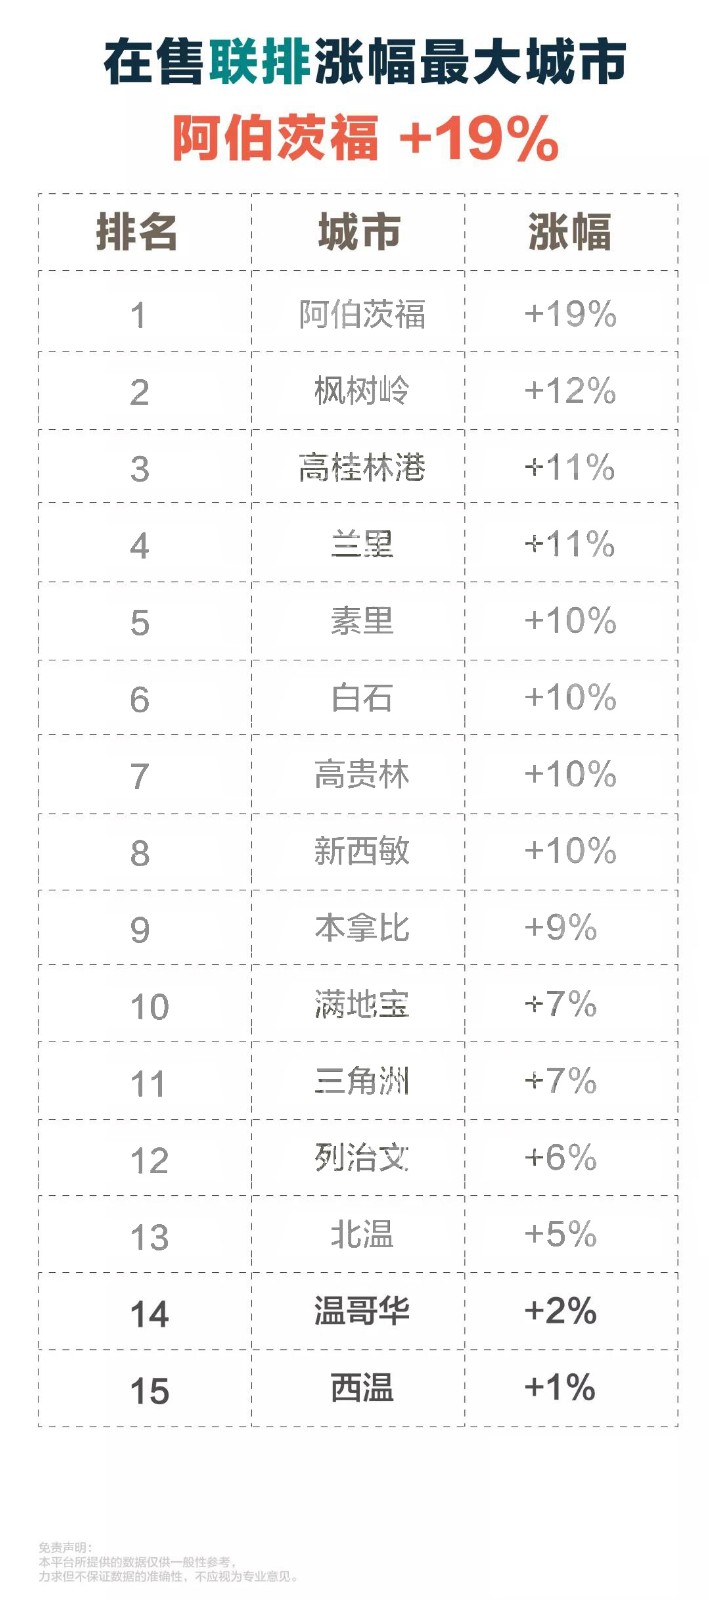 在售联排涨幅最大城市
阿伯茨福 +19%
排名 城市 涨幅
1 阿伯茨福 +19%
2 枫树岭 +12%
3 高桂林港 +11%
4 兰里 +11%
5 素里 +10%
6 白石 +10%
7 高贵林 +10%
8 新西敏 +10%
9 本拿比 +9%
10 满地宝 +7%
11 三角洲 +7%
12 列治文 +6%
13 北温 +5%
14 温哥华 +2%
15 西温 +1%
免责声明：
本平台所提供的数据仅供一般性参考，
力求但不保证数据的准确性，不应视为专业意见。